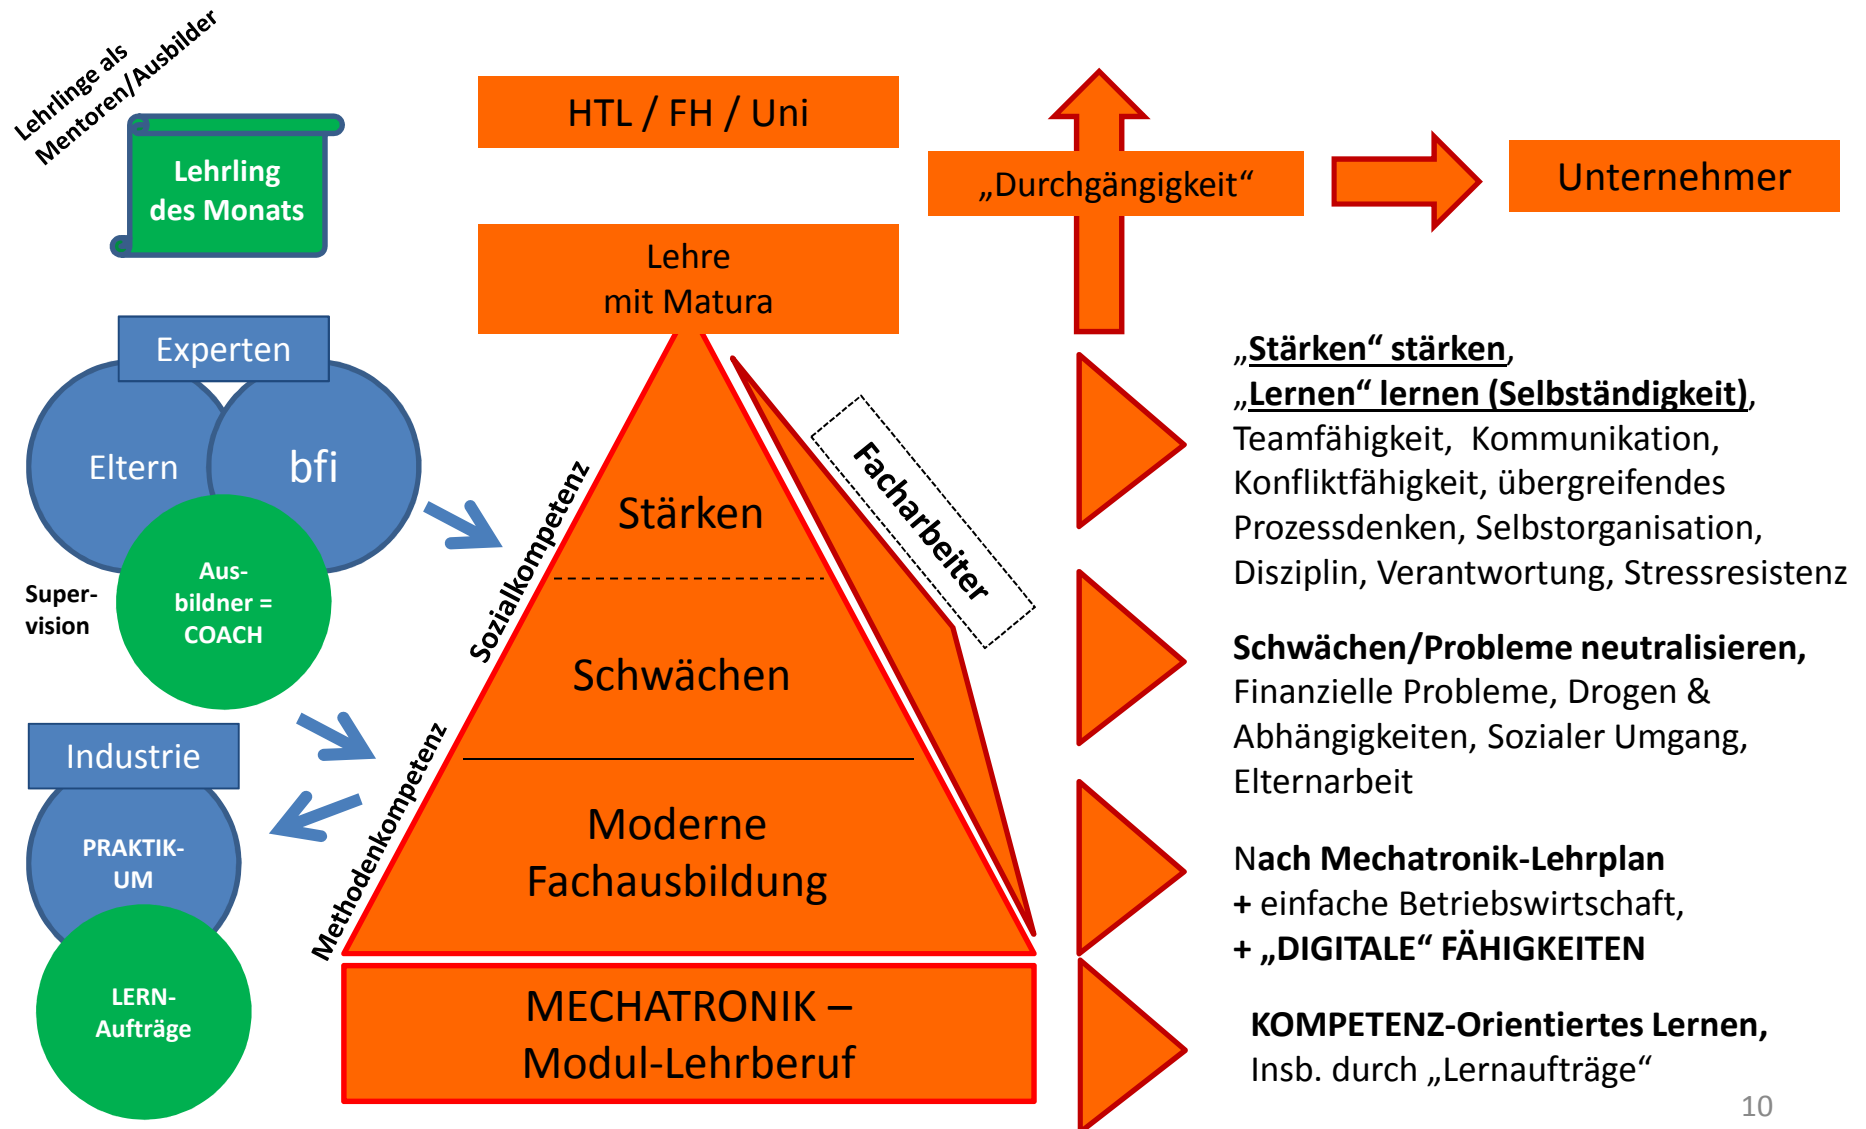 Lehrlinge als
Mentoren/Ausbilder
Lehrling
des Monats
Experten
Eltern
bfi
Super-
vision
Aus-
bildner =
COACH
Industrie
PRAKTIK-
UM
LERN-
Aufträge
HTL / FH / Uni
Lehre
mit Matura
Sozialkompetenz
Methodenkompetenz
Stärken
Schwächen
Moderne
Fachausbildung
Facharbeiter
MECHATRONIK –
Modul-Lehrberuf
„Durchgängigkeit“
Unternehmer
„Stärken“ stärken,
„Lernen“ lernen (Selbständigkeit),
Teamfähigkeit, Kommunikation,
Konfliktfähigkeit, übergreifendes
Prozessdenken, Selbstorganisation,
Disziplin, Verantwortung, Stressresistenz
Schwächen/Probleme neutralisieren,
Finanzielle Probleme, Drogen &
Abhängigkeiten, Sozialer Umgang,
Elternarbeit
Nach Mechatronik-Lehrplan
+ einfache Betriebswirtschaft,
+ „DIGITALE“ FÄHIGKEITEN
KOMPETENZ-Orientiertes Lernen,
Insb. durch „Lernaufträge“
10